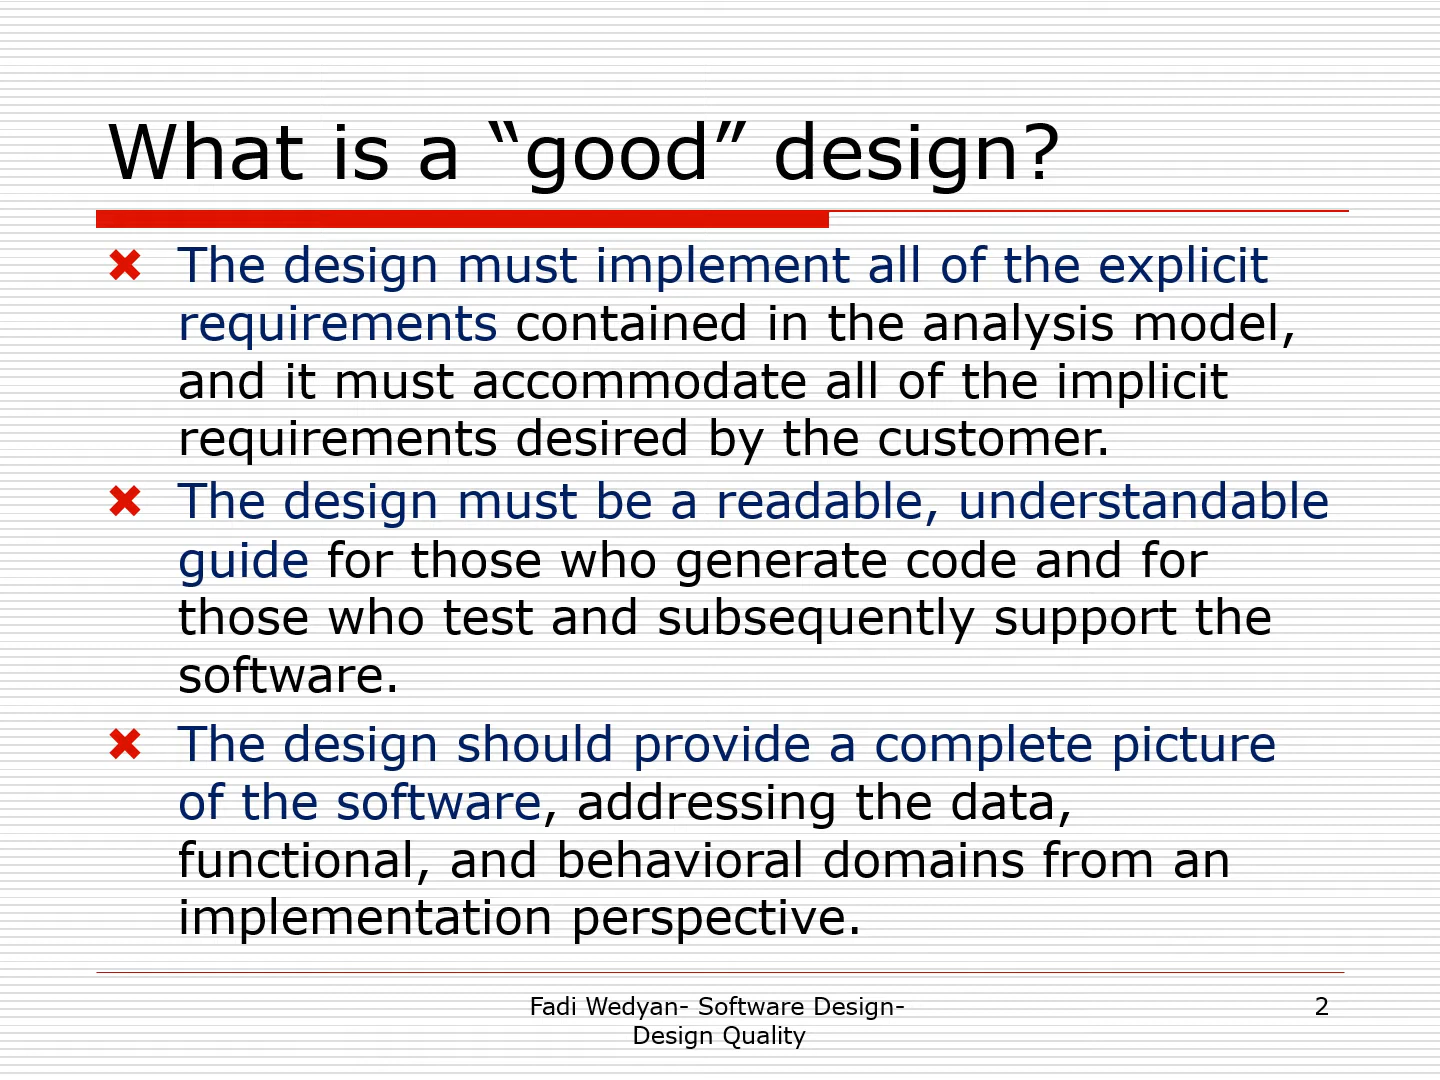 What is a “good” design?
✖ The design must implement all of the explicit
requirements contained in the analysis model,
and it must accommodate all of the implicit
requirements desired by the customer.
✖ The design must be a readable, understandable
guide for those who generate code and for
those who test and subsequently support the
software.
✖ The design should provide a complete picture
of the software, addressing the data,
functional, and behavioral domains from an
implementation perspective.
Fadi Wedyan- Software Design-
Design Quality
2